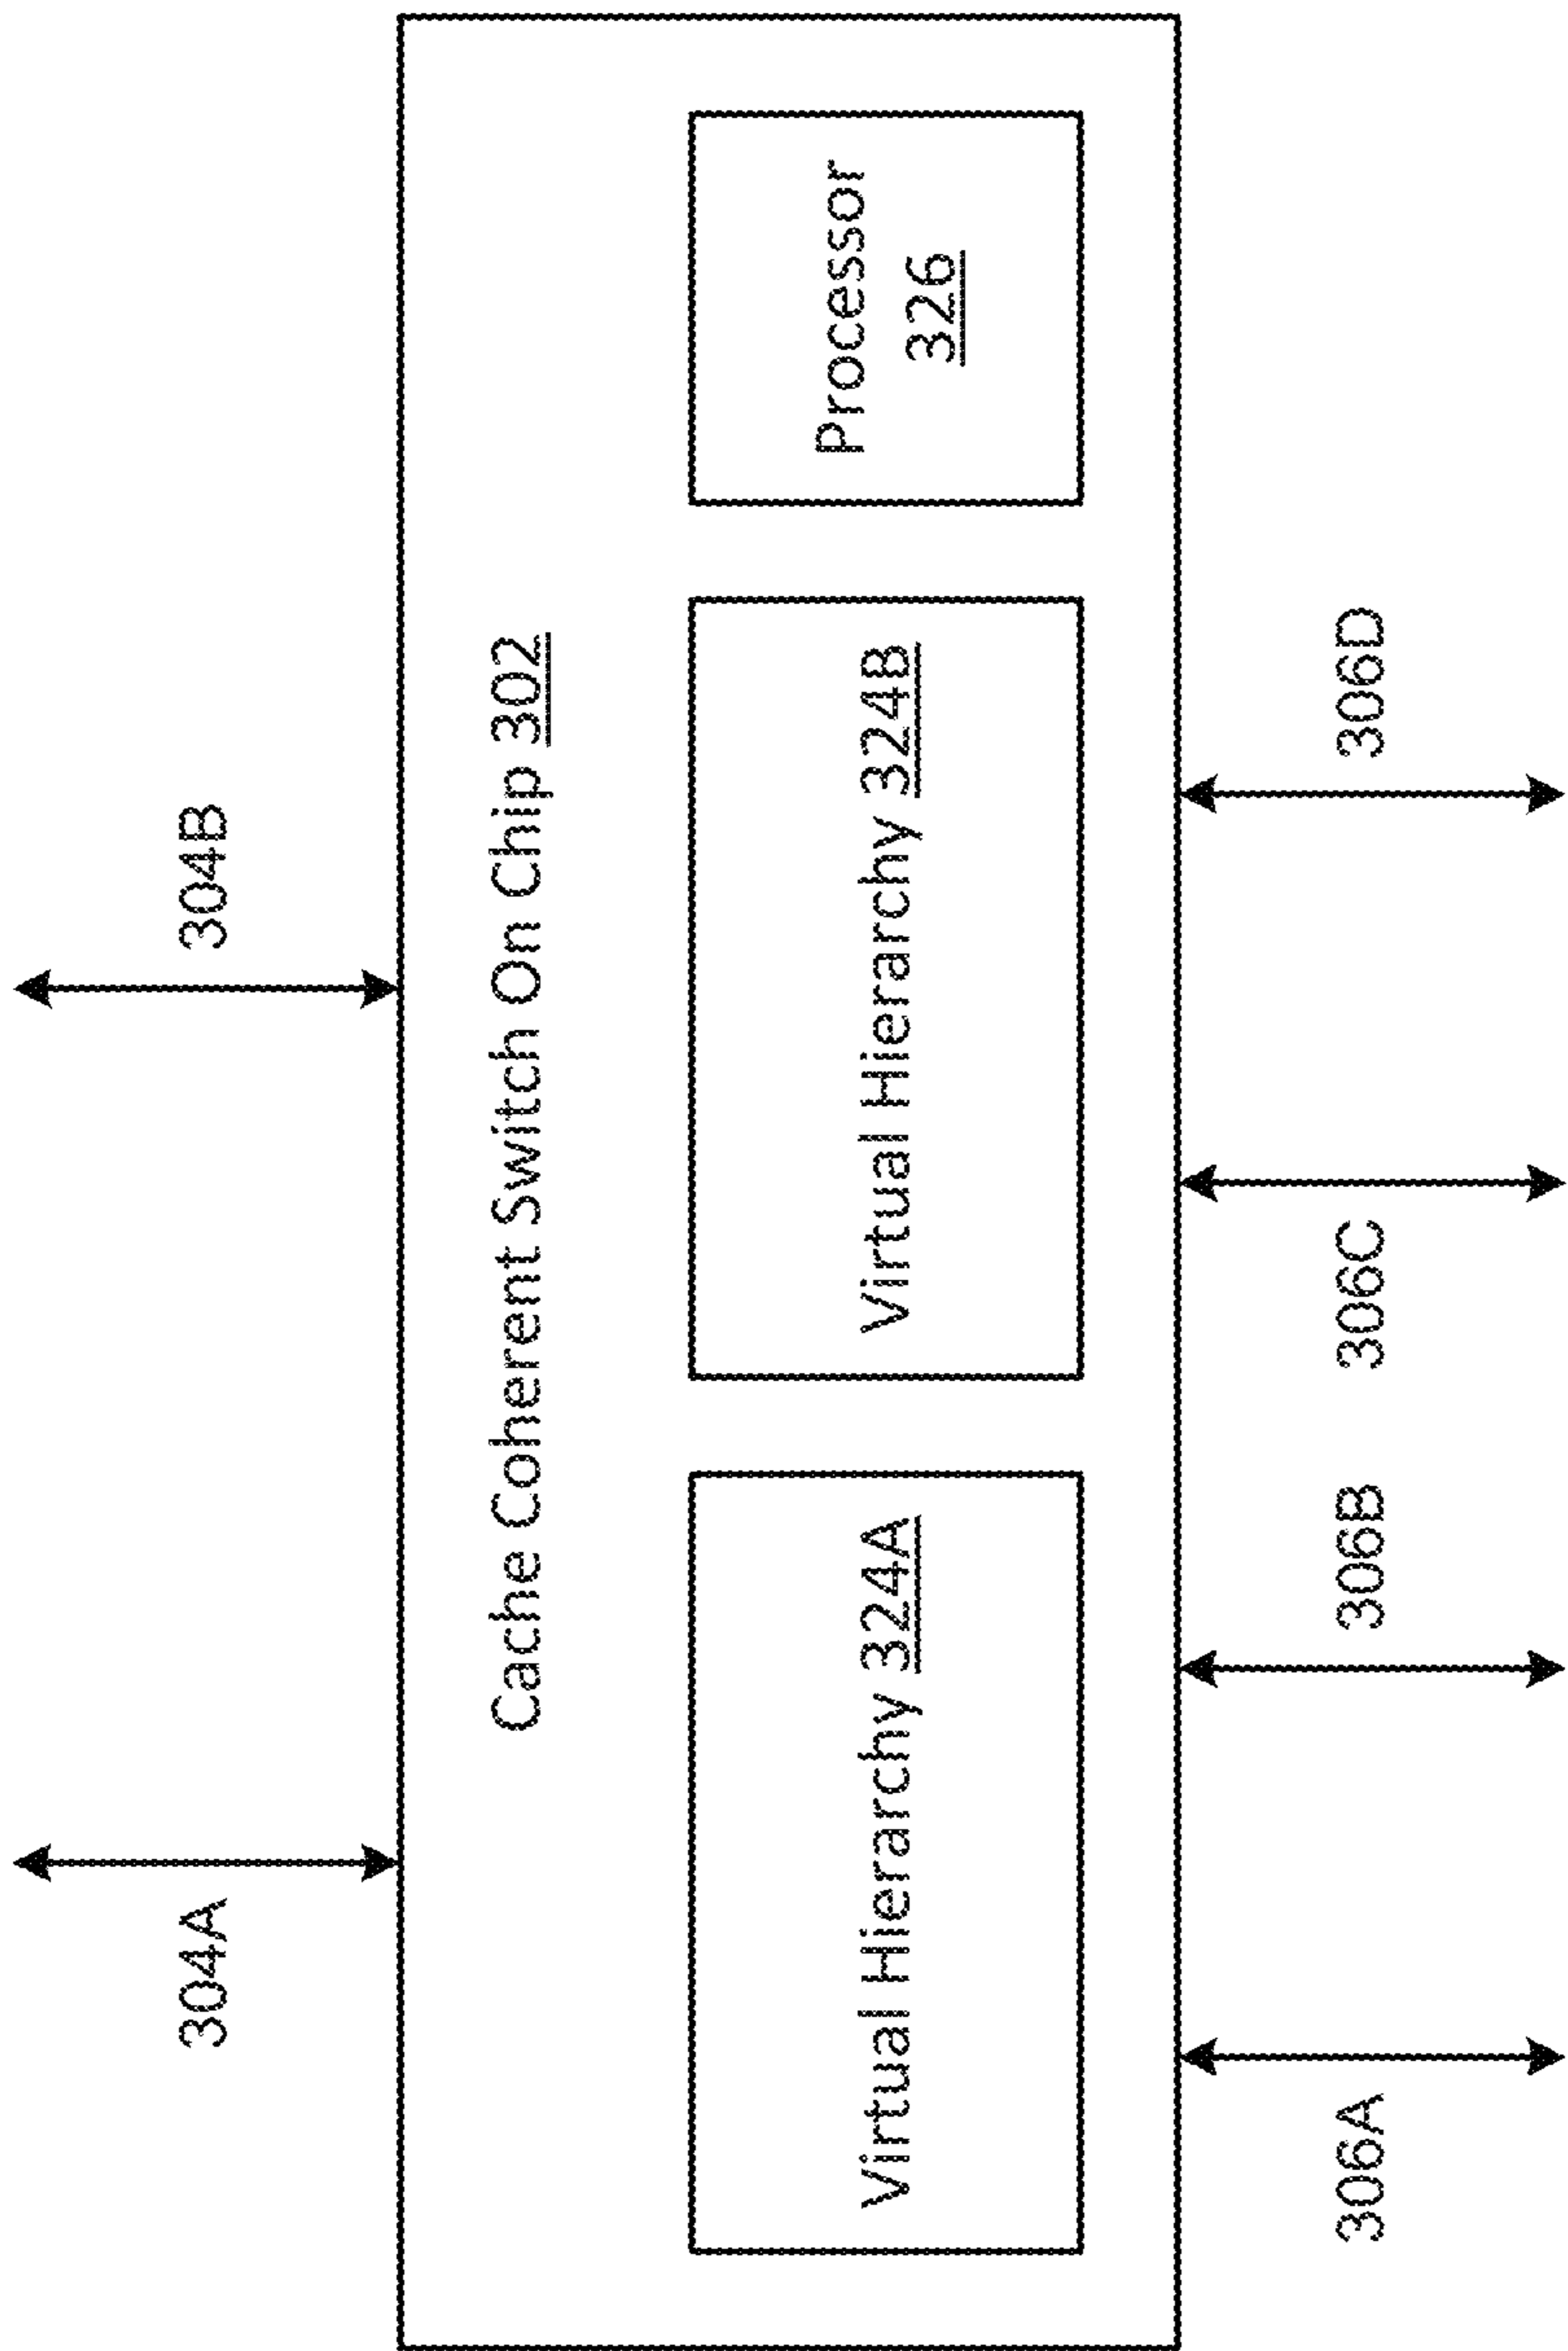 304A
304B
Cache Coherent Switch On Chip 302
Virtual Hierarchy 324A
Virtual Hierarchy 324B
Processor
326
306A
306B
306C
306D